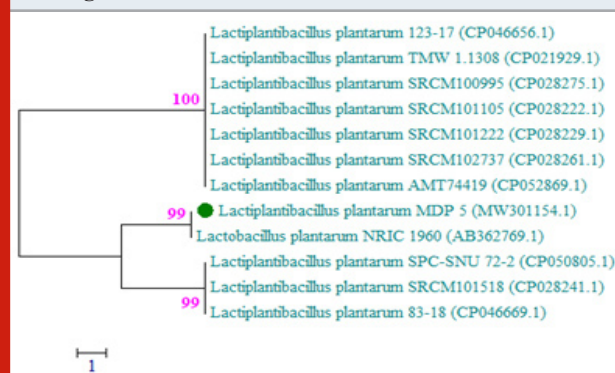 Lactiplantibacillus plantarum 123-17 (CP046656.1)
Lactiplantibacillus plantarum TMW 1.1308 (CP021929.1)
Lactiplantibacillus plantarum SRCM100995 (CP028275.1)
100
Lactiplantibacillus plantarum SRCM101105 (CP028222.1)
Lactiplantibacillus plantarum SRCM101222 (CP028229.1)
Lactiplantibacillus plantarum SRCM102737 (CP028261.1)
Lactiplantibacillus plantarum AMT74419 (CP052869.1)
99
Lactiplantibacillus plantarum MDP 5 (MW301154.1)
Lactobacillus plantarum NRIC 1960 (AB362769.1)
Lactiplantibacillus plantarum SPC-SNU 72-2 (CP050805.1)
Lactiplantibacillus plantarum SRCM101518 (CP028241.1)
99
Lactiplantibacillus plantarum 83-18 (CP046669.1)
1